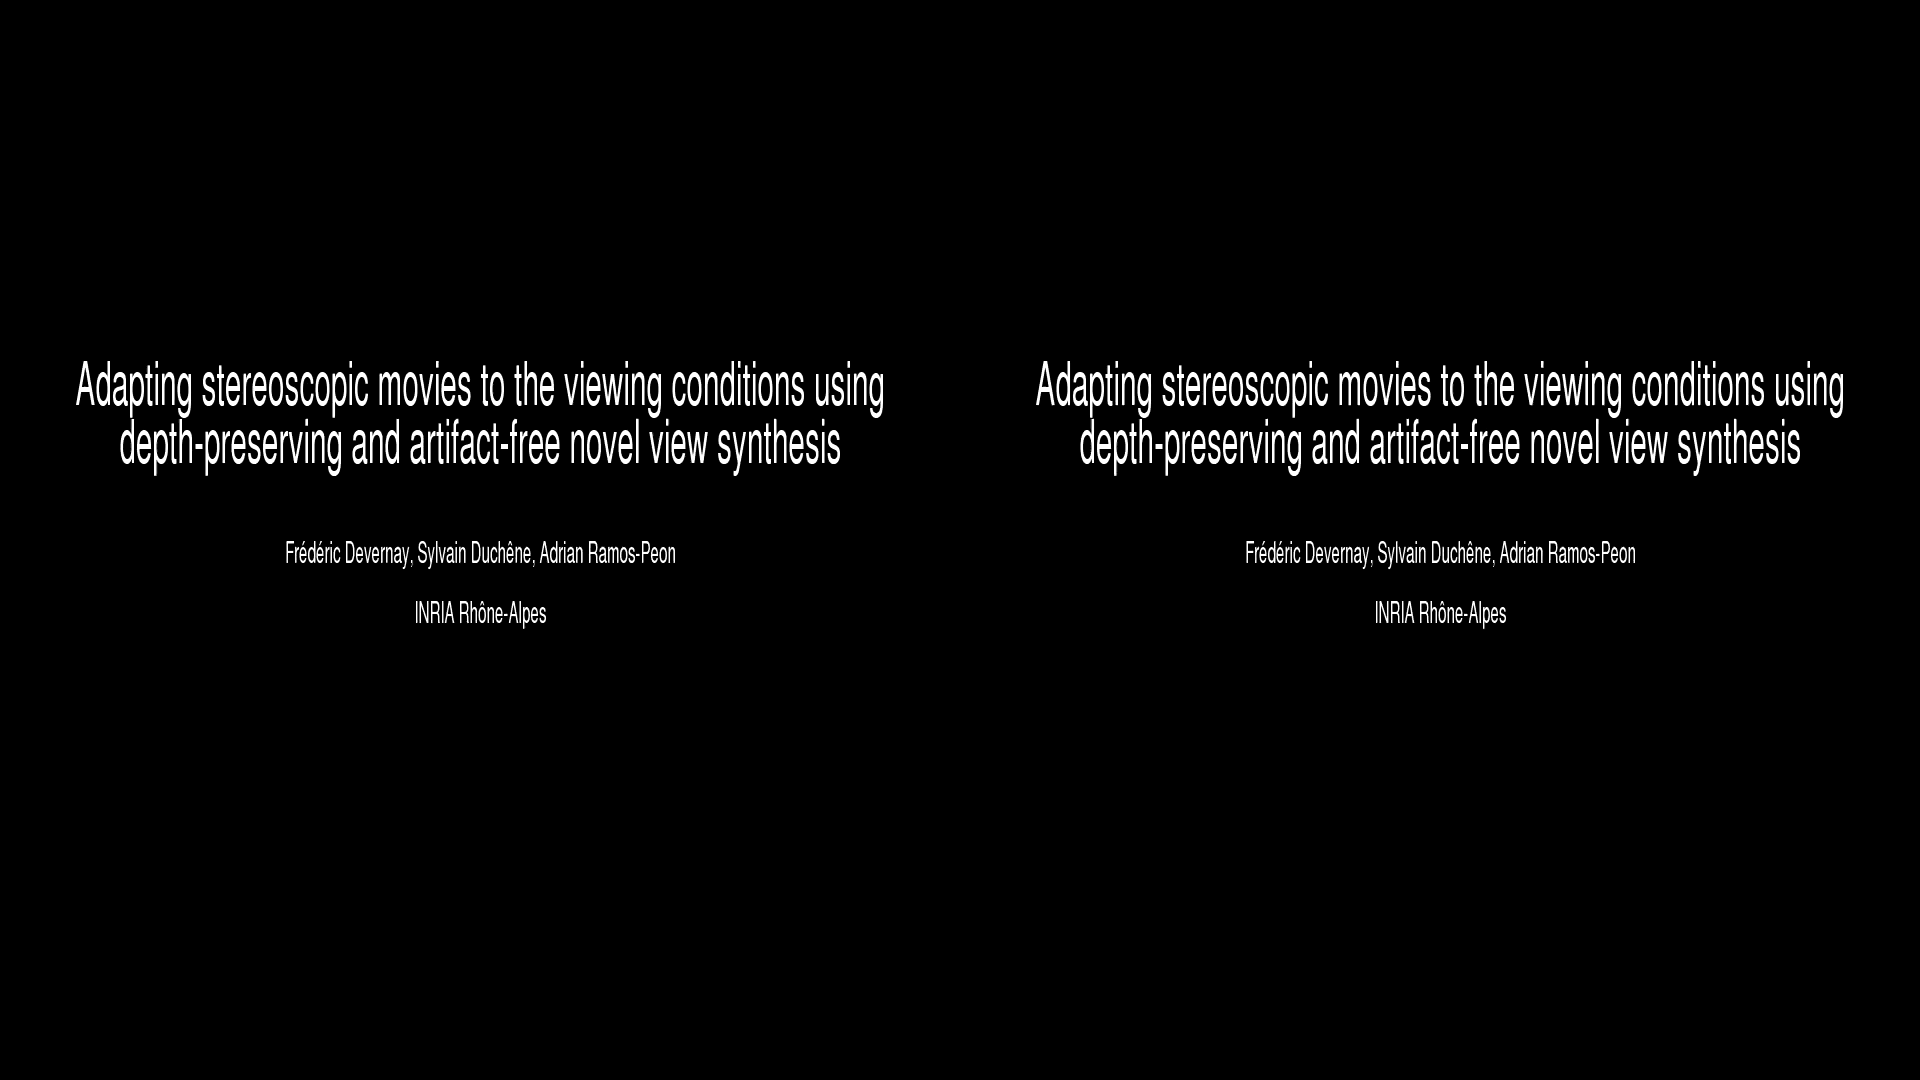 Adapting stereoscopic movies to the viewing conditions using
depth-preserving and artifact-free novel view synthesis
Frédéric Devernay, Sylvain Duchêne, Adrian Ramos-Peon
INRIA Rhône-Alpes
Adapting stereoscopic movies to the viewing conditions using
depth-preserving and artifact-free novel view synthesis
Frédéric Devernay, Sylvain Duchêne, Adrian Ramos-Peon
INRIA Rhône-Alpes